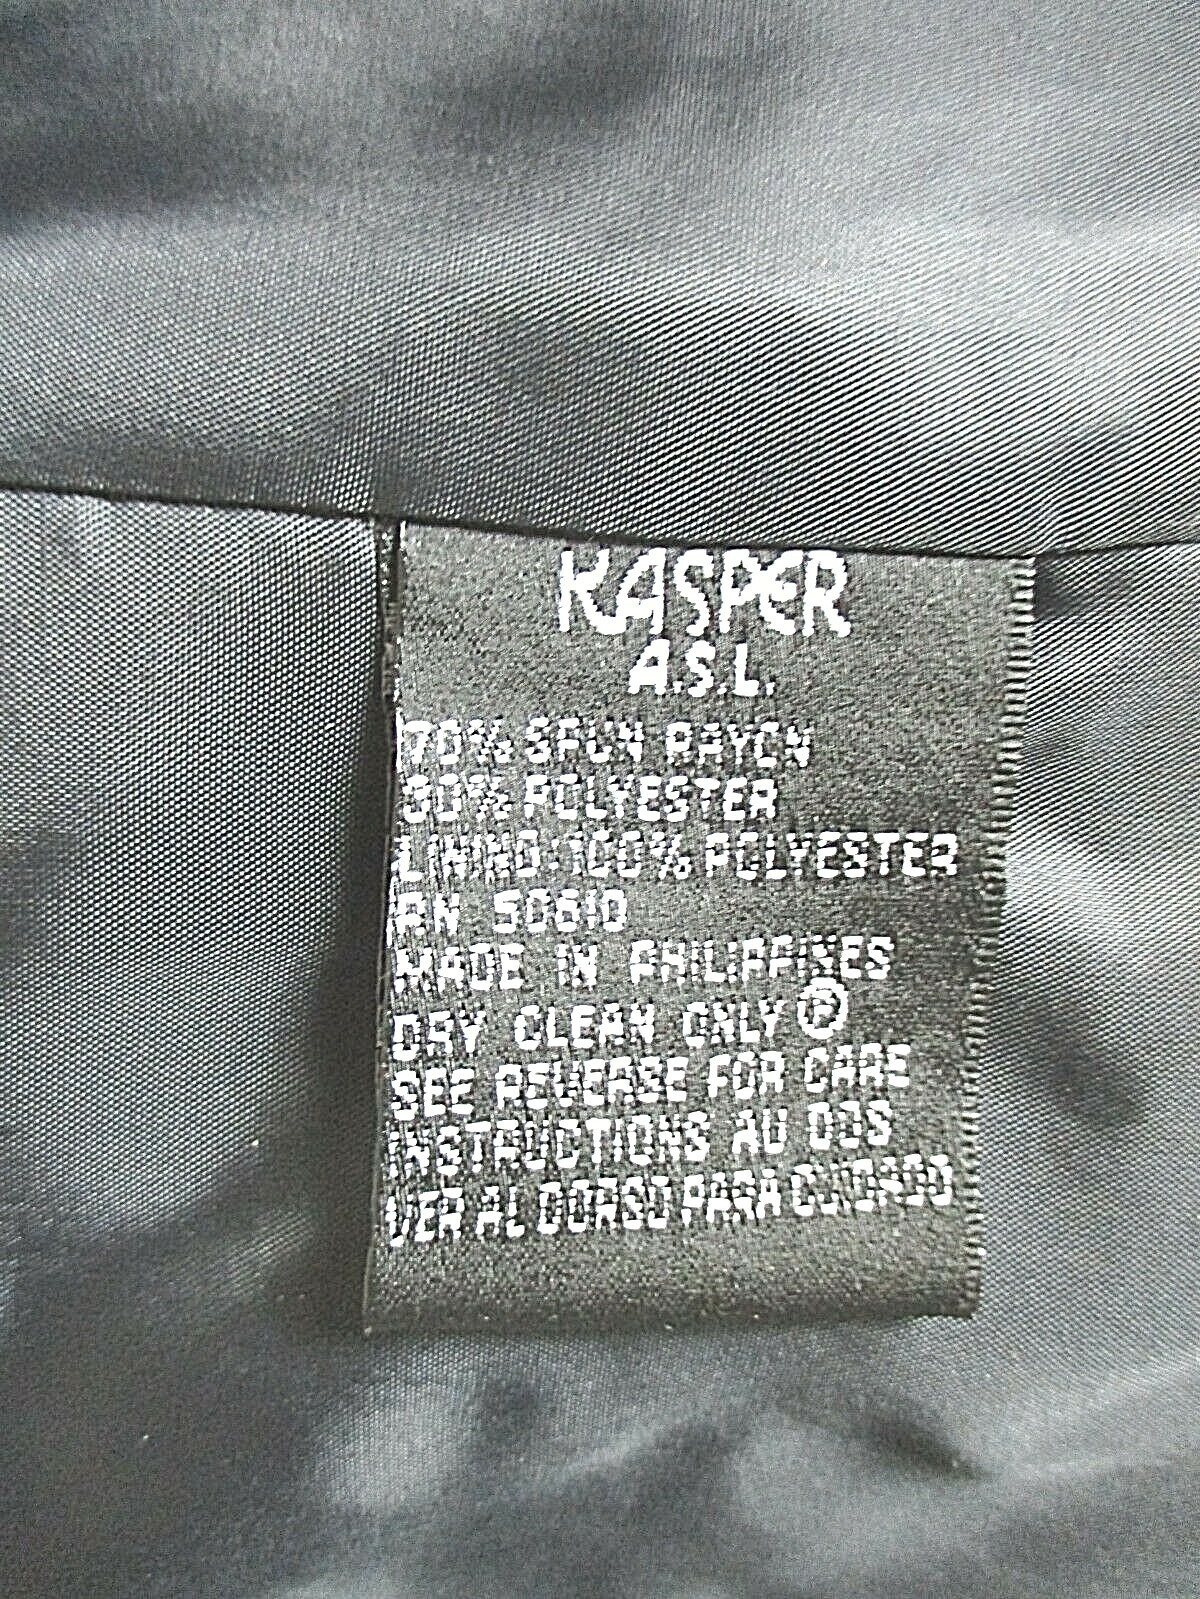 KASPER
A.S.L.
70% SPUN RAYON
30% POLYESTER
LINING:100% POLYESTER
RN 50610
MADE IN PHILIPPINES
DRY CLEAN ONLY Ⓟ
SEE REVERSE FOR CARE
INSTRUCTIONS AU DOS
VER AL DORSO PARA CUIDADO